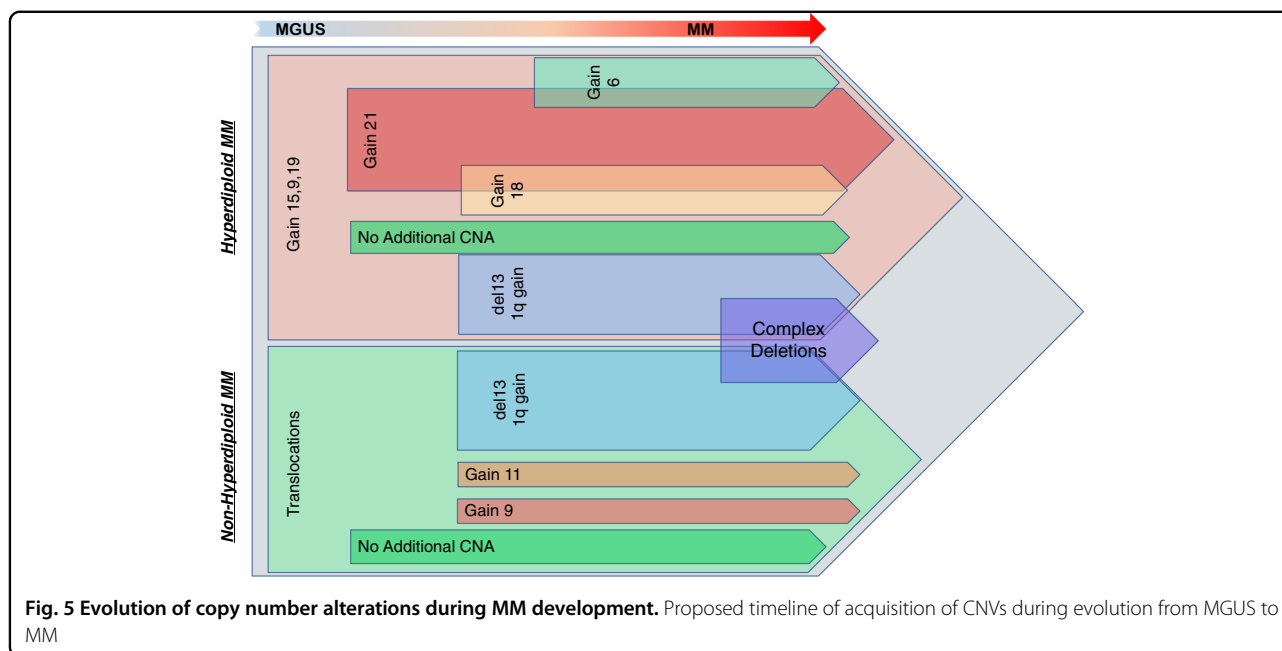 MGUS
MM
Hyperdiploid MM
Gain 15,9,19
Gain 21
Gain
6
Gain
18
No Additional CNA
del13
1q gain
Complex
Deletions
Non-Hyperdiploid MM
Translocations
del13
1q gain
Gain 11
Gain 9
No Additional CNA
Fig. 5 Evolution of copy number alterations during MM development. Proposed timeline of acquisition of CNVs during evolution from MGUS to
MM